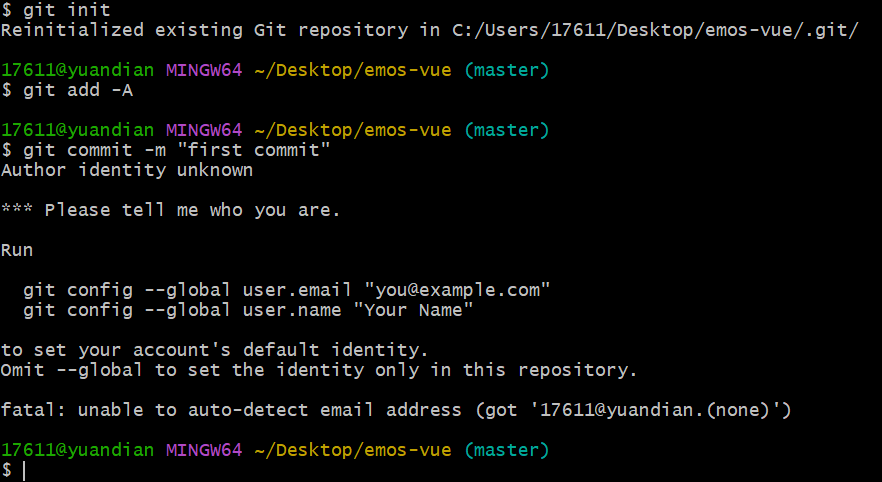 $ git init
Reinitialized existing Git repository in C:/Users/17611/Desktop/emos-vue/.git/
17611@yuandian MINGW64 ~/Desktop/emos-vue (master)
$ git add -A
17611@yuandian MINGW64 ~/Desktop/emos-vue (master)
$ git commit -m "first commit"
Author identity unknown
*** Please tell me who you are.
Run
git config --global user.email "you@example.com"
git config --global user.name "Your Name"
to set your account's default identity.
Omit --global to set the identity only in this repository.
fatal: unable to auto-detect email address (got '17611@yuandian.(none)')
17611@yuandian MINGW64 ~/Desktop/emos-vue (master)
$